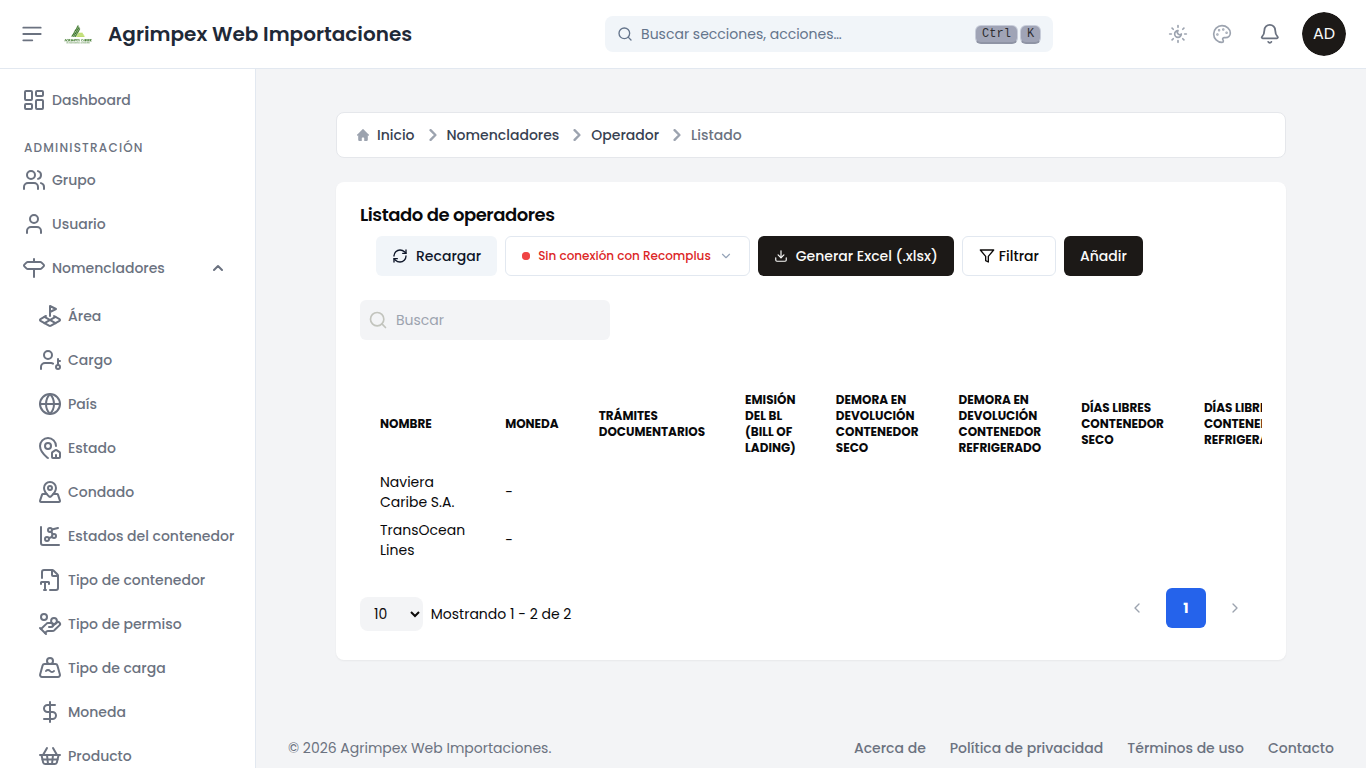 Agrimpex Web Importaciones
Buscar secciones, acciones...
Ctrl K
AD
Dashboard
ADMINISTRACIÓN
Grupo
Usuario
Nomencladores
Área
Cargo
País
Estado
Condado
Estados del contenedor
Tipo de contenedor
Tipo de permiso
Tipo de carga
Moneda
Producto
Inicio > Nomencladores > Operador > Listado
Listado de operadores
Recargar
Sin conexión con Recomplus
Generar Excel (.xlsx)
Filtrar
Añadir
Buscar
NOMBRE
MONEDA
TRÁMITES
DOCUMENTARIOS
EMISIÓN
DEL BL
(BILL OF
LADING)
DEMORA EN
DEVOLUCIÓN
CONTENEDOR
SECO
DEMORA EN
DEVOLUCIÓN
CONTENEDOR
REFRIGERADO
DÍAS LIBRES
CONTENEDOR
SECO
DÍAS LIBR
CONTENE
REFRIGERA
Naviera
Caribe S.A.
-
TransOcean
Lines
-
10
Mostrando 1 - 2 de 2
1
© 2026 Agrimpex Web Importaciones.
Acerca de
Política de privacidad
Términos de uso
Contacto